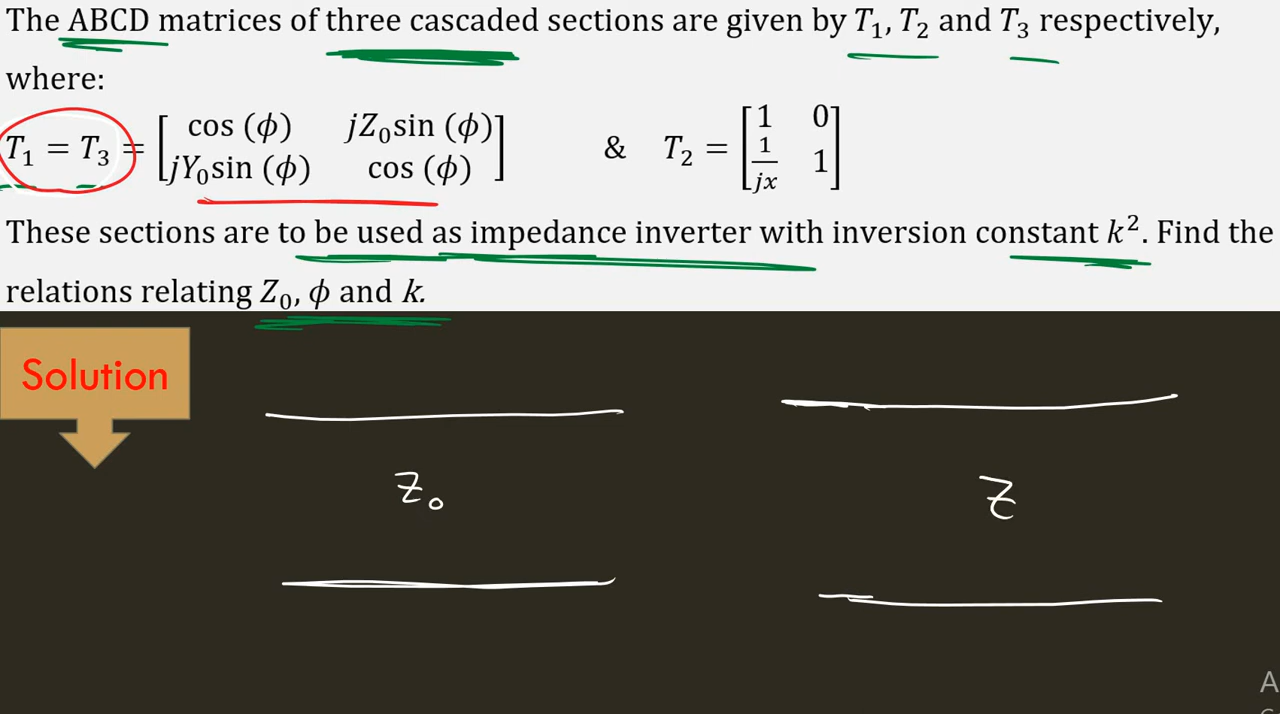 The ABCD matrices of three cascaded sections are given by T₁, T₂ and T₃ respectively,
where:
T₁ = T₃ = [cos (ϕ) jZ₀sin (ϕ)
jY₀sin (ϕ) cos (ϕ)] & T₂ = [1 0
1/jx 1]
These sections are to be used as impedance inverter with inversion constant k². Find the
relations relating Z₀, ϕ and k.
Solution
Z₀
Z
A